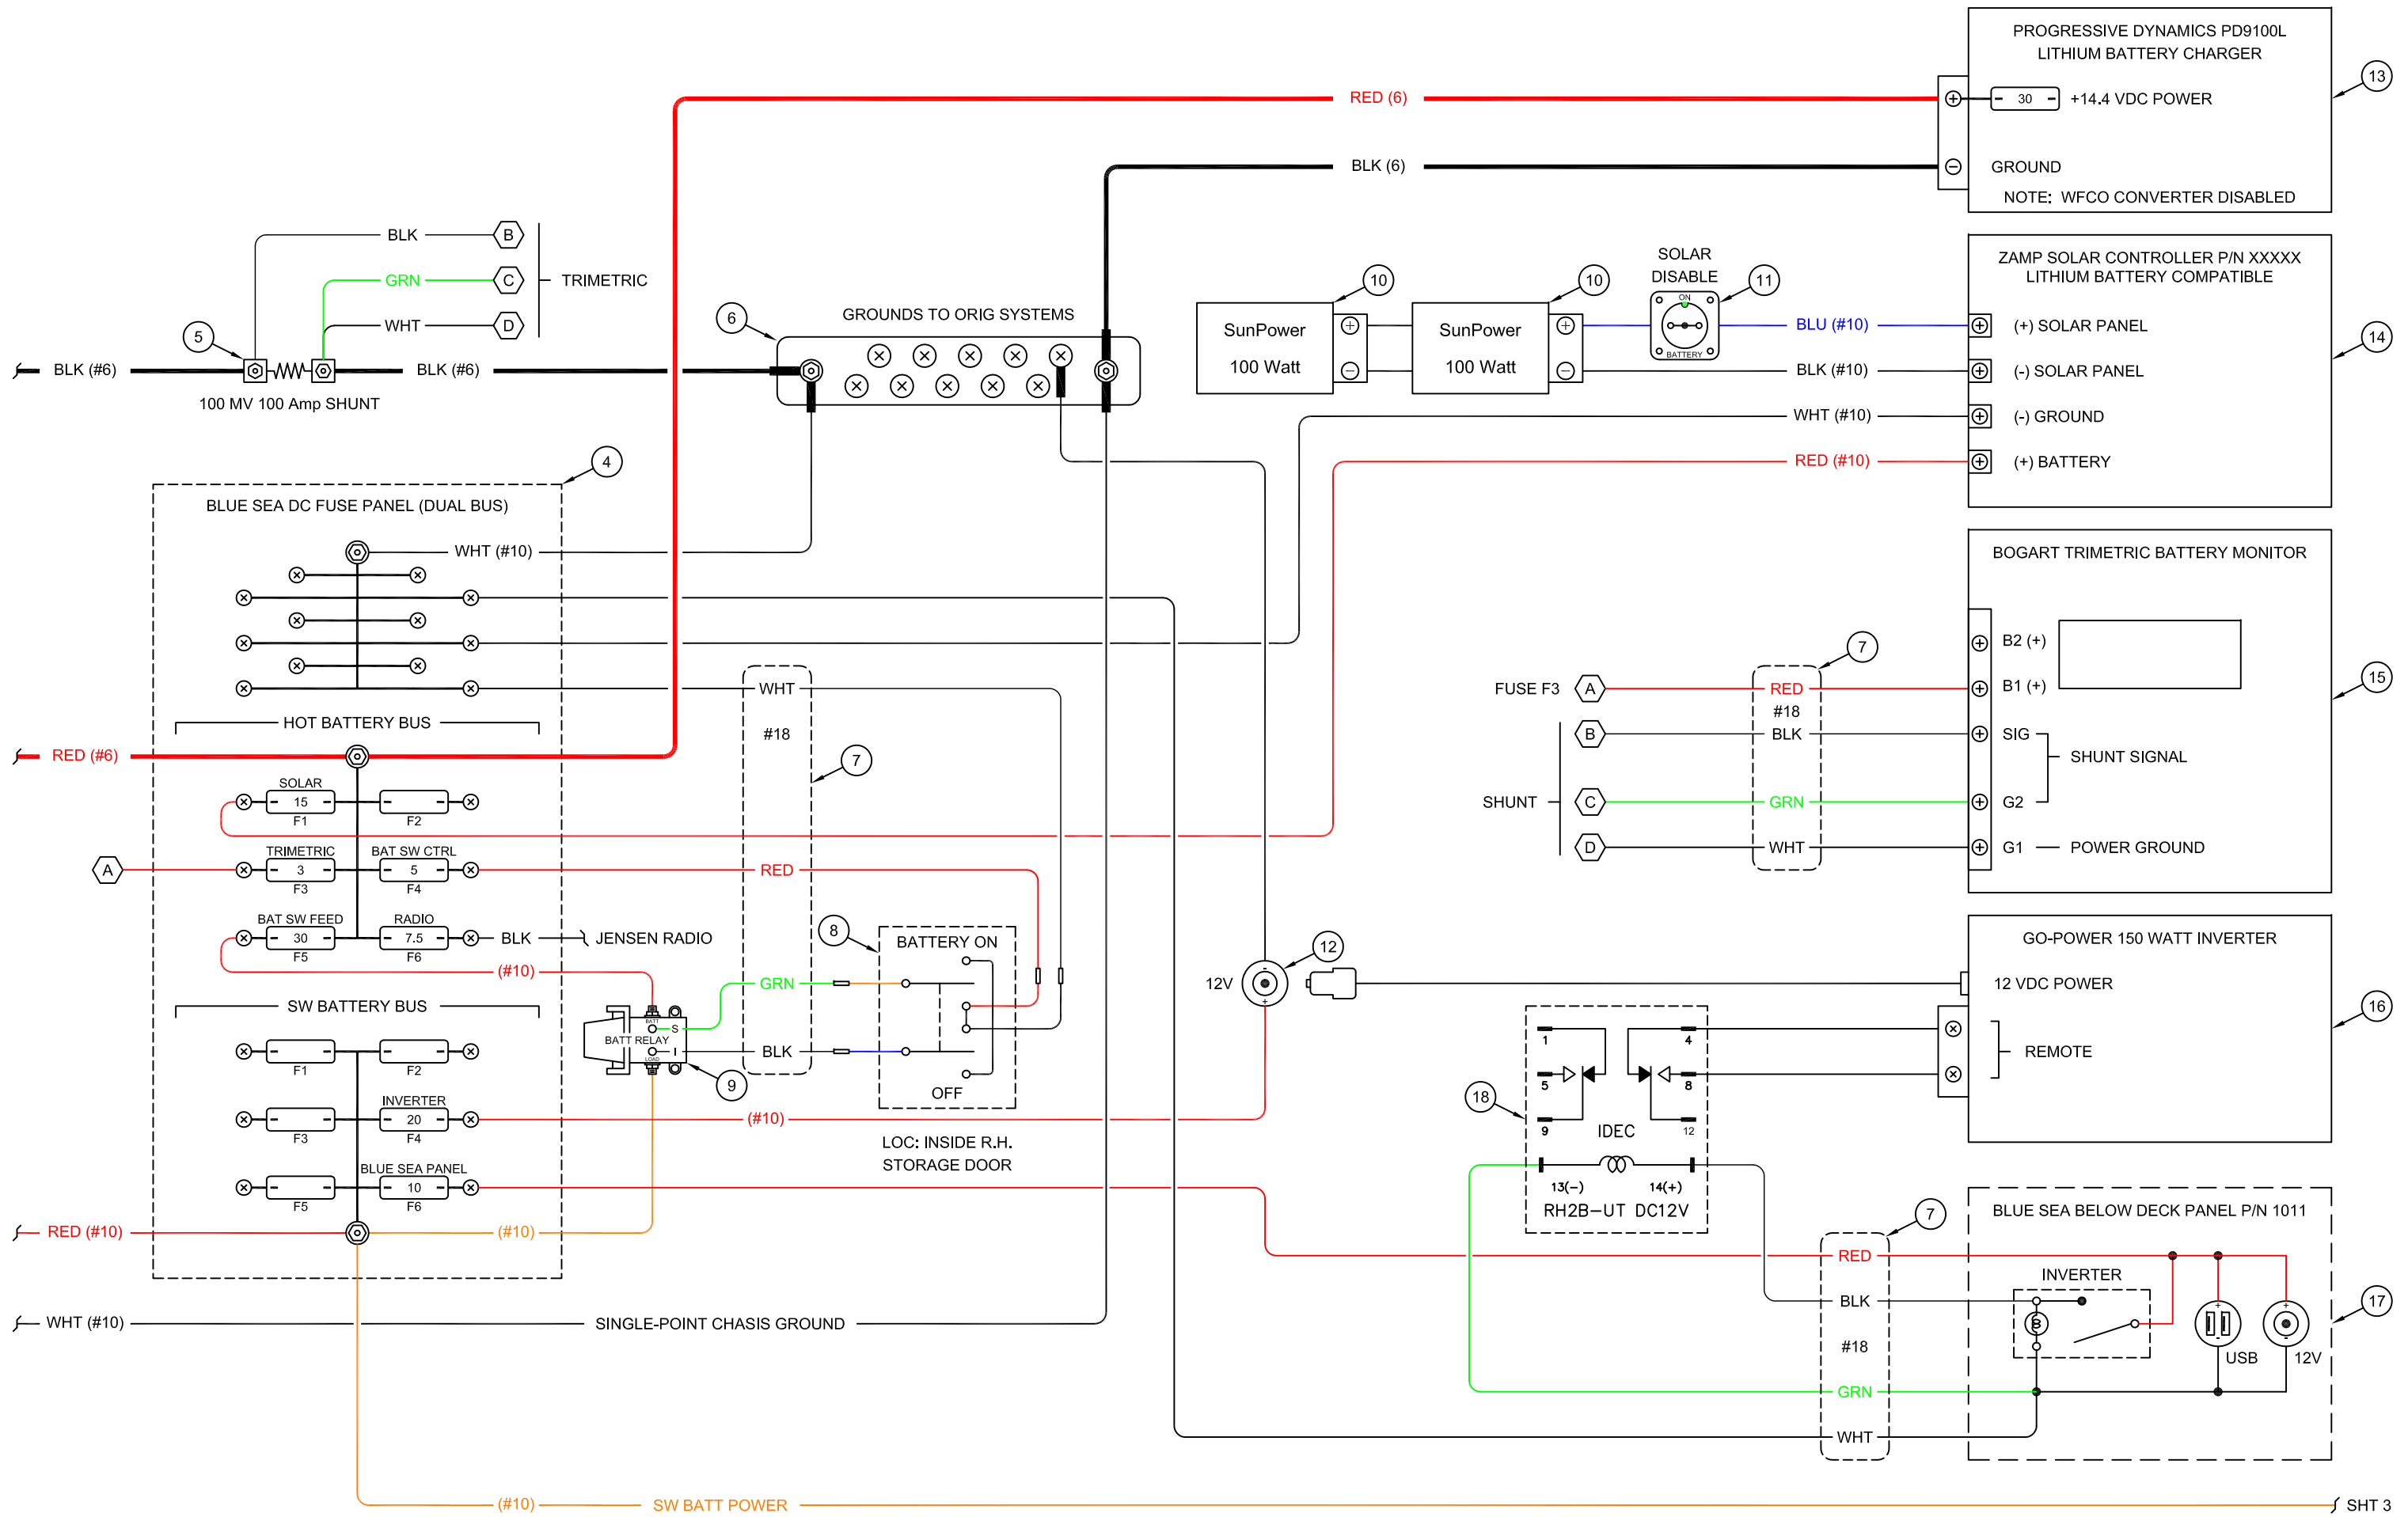 PROGRESSIVE DYNAMICS PD9100L
LITHIUM BATTERY CHARGER
13
30
+14.4 VDC POWER
RED (6)
BLK (6)
GROUND
NOTE: WFCO CONVERTER DISABLED
BLK
B
GRN
C
TRIMETRIC
WHT
D
5
BLK (#6)
BLK (#6)
100 MV 100 Amp SHUNT
6
GROUNDS TO ORIG SYSTEMS
10
SunPower
100 Watt
10
SunPower
100 Watt
SOLAR
DISABLE
11
ON
BATTERY
ZAMP SOLAR CONTROLLER P/N XXXXX
LITHIUM BATTERY COMPATIBLE
BLU (#10)
(+) SOLAR PANEL
14
BLK (#10)
(-) SOLAR PANEL
WHT (#10)
(-) GROUND
RED (#10)
(+) BATTERY
4
BLUE SEA DC FUSE PANEL (DUAL BUS)
WHT (#10)
HOT BATTERY BUS
RED (#6)
SOLAR
15
F1
F2
A
TRIMETRIC
3
F3
BAT SW CTRL
5
F4
BAT SW FEED
30
F5
RADIO
7.5
F6
BLK
JENSEN RADIO
(#10)
SW BATTERY BUS
F1
F2
F3
INVERTER
20
F4
F5
BLUE SEA PANEL
10
F6
RED (#10)
(#10)
WHT (#10)
SINGLE-POINT CHASIS GROUND
WHT
#18
7
RED
GRN
BLK
BATT
S
BATT RELAY
I
LOAD
9
(#10)
8
BATTERY ON
OFF
LOC: INSIDE R.H.
STORAGE DOOR
12V
12
-
+
BOGART TRIMETRIC BATTERY MONITOR
7
B2 (+)
FUSE F3
A
RED
B1 (+)
15
#18
B
BLK
SIG
SHUNT SIGNAL
SHUNT
C
GRN
G2
D
WHT
G1
POWER GROUND
GO-POWER 150 WATT INVERTER
12 VDC POWER
16
REMOTE
18
1
4
5
8
9
12
IDEC
13(-)
14(+)
RH2B-UT DC12V
7
BLUE SEA BELOW DECK PANEL P/N 1011
RED
INVERTER
BLK
17
#18
+
-
USB
+
-
12V
GRN
WHT
(#10)
SW BATT POWER
SHT 3